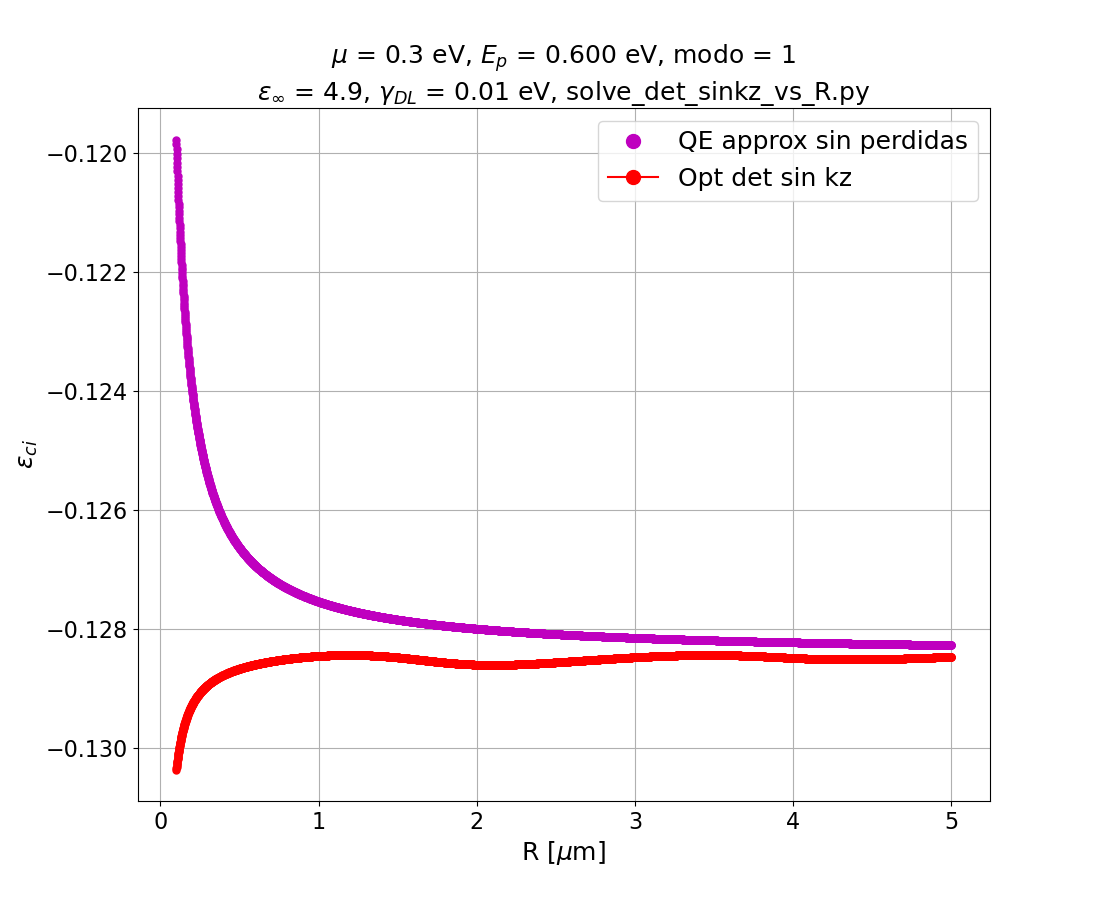 μ = 0.3 eV, Eₚ = 0.600 eV, modo = 1
ε∞ = 4.9, γ_DL = 0.01 eV, solve_det_sinkz_vs_R.py
QE approx sin perdidas
Opt det sin kz
−0.120
−0.122
−0.124
−0.126
−0.128
−0.130
ε_ci
0 1 2 3 4 5
R [μm]